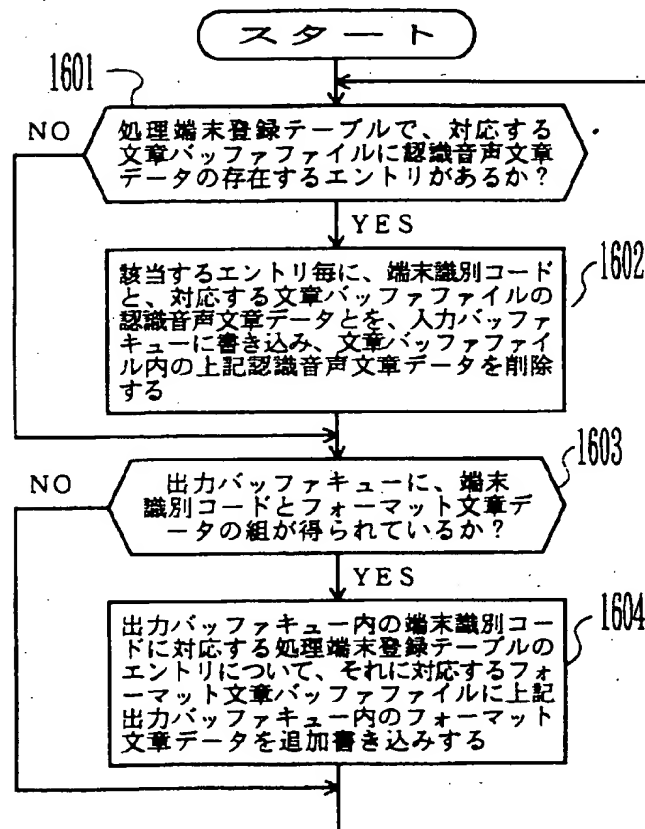 スタート
1601
NO
処理端末登録テーブルで、対応する
文章バッファファイルに認識音声文章
データの存在するエントリがあるか？
YES
1602
該当するエントリ毎に、端末識別コード
と、対応する文章バッファファイルの
認識音声文章データとを、入力バッファ
キューに書き込み、文章バッファファイ
ル内の上記認識音声文章データを削除
する
1603
NO
出力バッファキューに、端末
識別コードとフォーマット文章デ
ータの組が得られているか？
YES
1604
出力バッファキュー内の端末識別コー
ドに対応する処理端末登録テーブルの
エントリについて、それに対応するフォ
ーマット文章バッファファイルに上記
出力バッファキュー内のフォーマット
文章データを追加書き込みする